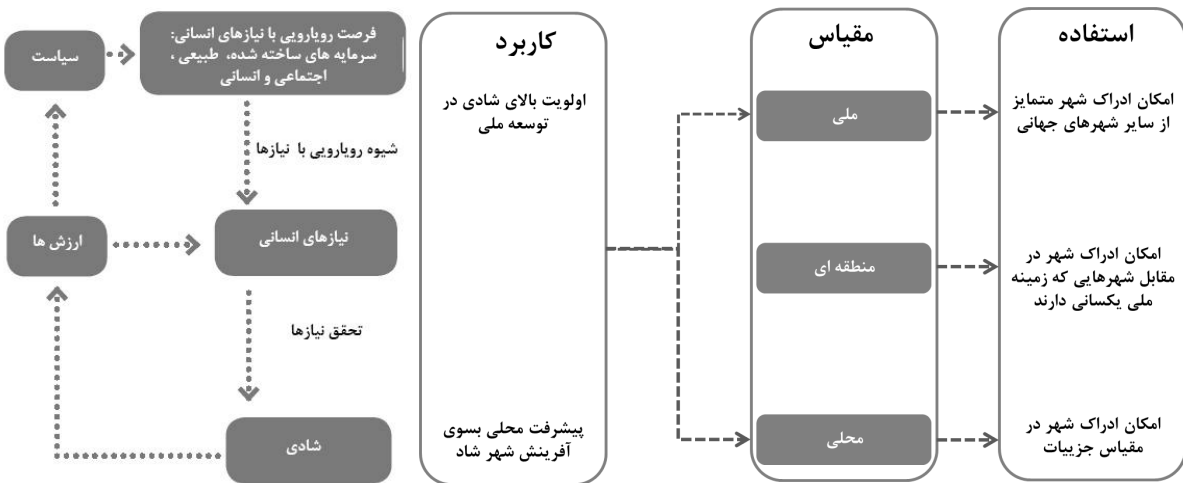 استفاده
امکان ادراک شهر متمایز
از سایر شهرهای جهانی
امکان ادراک شهر در
مقابل شهرهایی که زمینه
ملی یکسانی دارند
امکان ادراک شهر در
مقیاس جزییات
مقیاس
ملی
منطقه ای
محلی
کاربرد
اولویت بالای شادی در
توسعه ملی
پیشرفت محلی بسوی
آفرینش شهر شاد
فرصت رویارویی با نیازهای انسانی:
سرمایه های ساخته شده، طبیعی ،
اجتماعی و انسانی
سیاست
شیوه رویارویی با نیازها
نیازهای انسانی
ارزش ها
تحقق نیازها
شادی